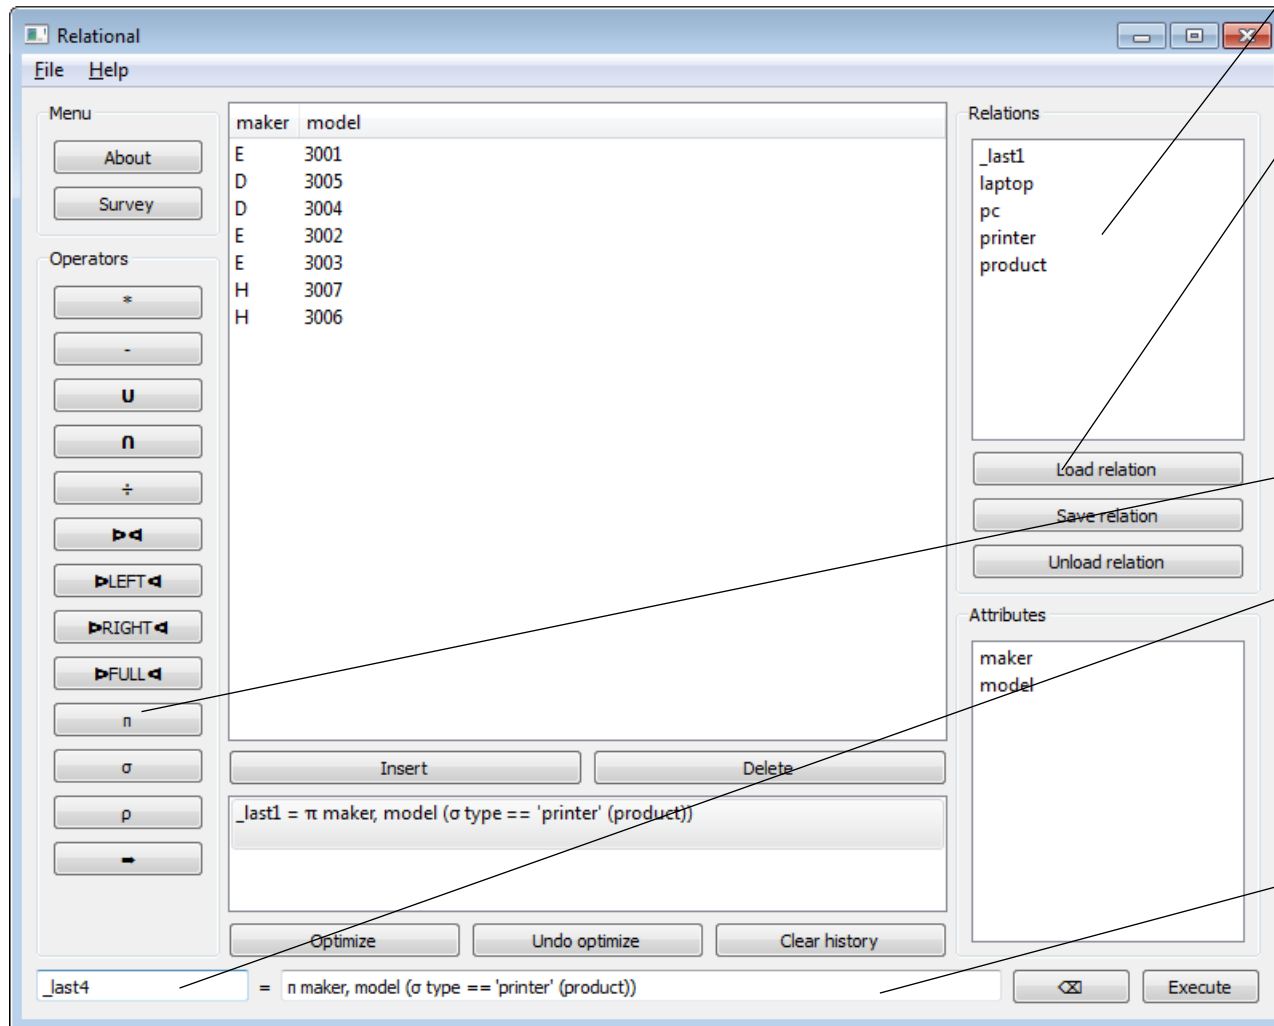 Relational
File Help
Menu
About
Survey
Operators
*
-
∪
∩
÷
⊳⊲
⊳LEFT⊲
⊳RIGHT⊲
⊳FULL⊲
π
σ
ρ
➡
maker model
E 3001
D 3005
D 3004
E 3002
E 3003
H 3007
H 3006
Insert Delete
_last1 = π maker, model (σ type == 'printer' (product))
Optimize Undo optimize Clear history
Relations
_last1
laptop
pc
printer
product
Load relation
Save relation
Unload relation
Attributes
maker
model
_last4 = π maker, model (σ type == 'printer' (product)) ⌫ Execute